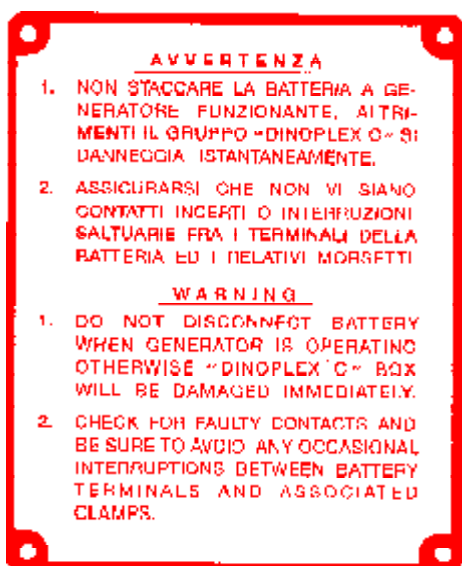 AVVERTENZA
1. NON STACCARE LA BATTERIA A GE-
NERATORE FUNZIONANTE, ALTRI-
MENTI IL GRUPPO "DINOPLEX C" SI
DANNEGGIA ISTANTANEAMENTE.
2. ASSICURARSI CHE NON VI SIANO
CONTATTI INCERTI O INTERRUZIONI
SALTUARIE FRA I TERMINALI DELLA
BATTERIA ED I RELATIVI MORSETTI
WARNING
1. DO NOT DISCONNECT BATTERY
WHEN GENERATOR IS OPERATING
OTHERWISE "DINOPLEX C" BOX
WILL BE DAMAGED IMMEDIATELY.
2. CHECK FOR FAULTY CONTACTS AND
BE SURE TO AVOID ANY OCCASIONAL
INTERRUPTIONS BETWEEN BATTERY
TERMINALS AND ASSOCIATED
CLAMPS.